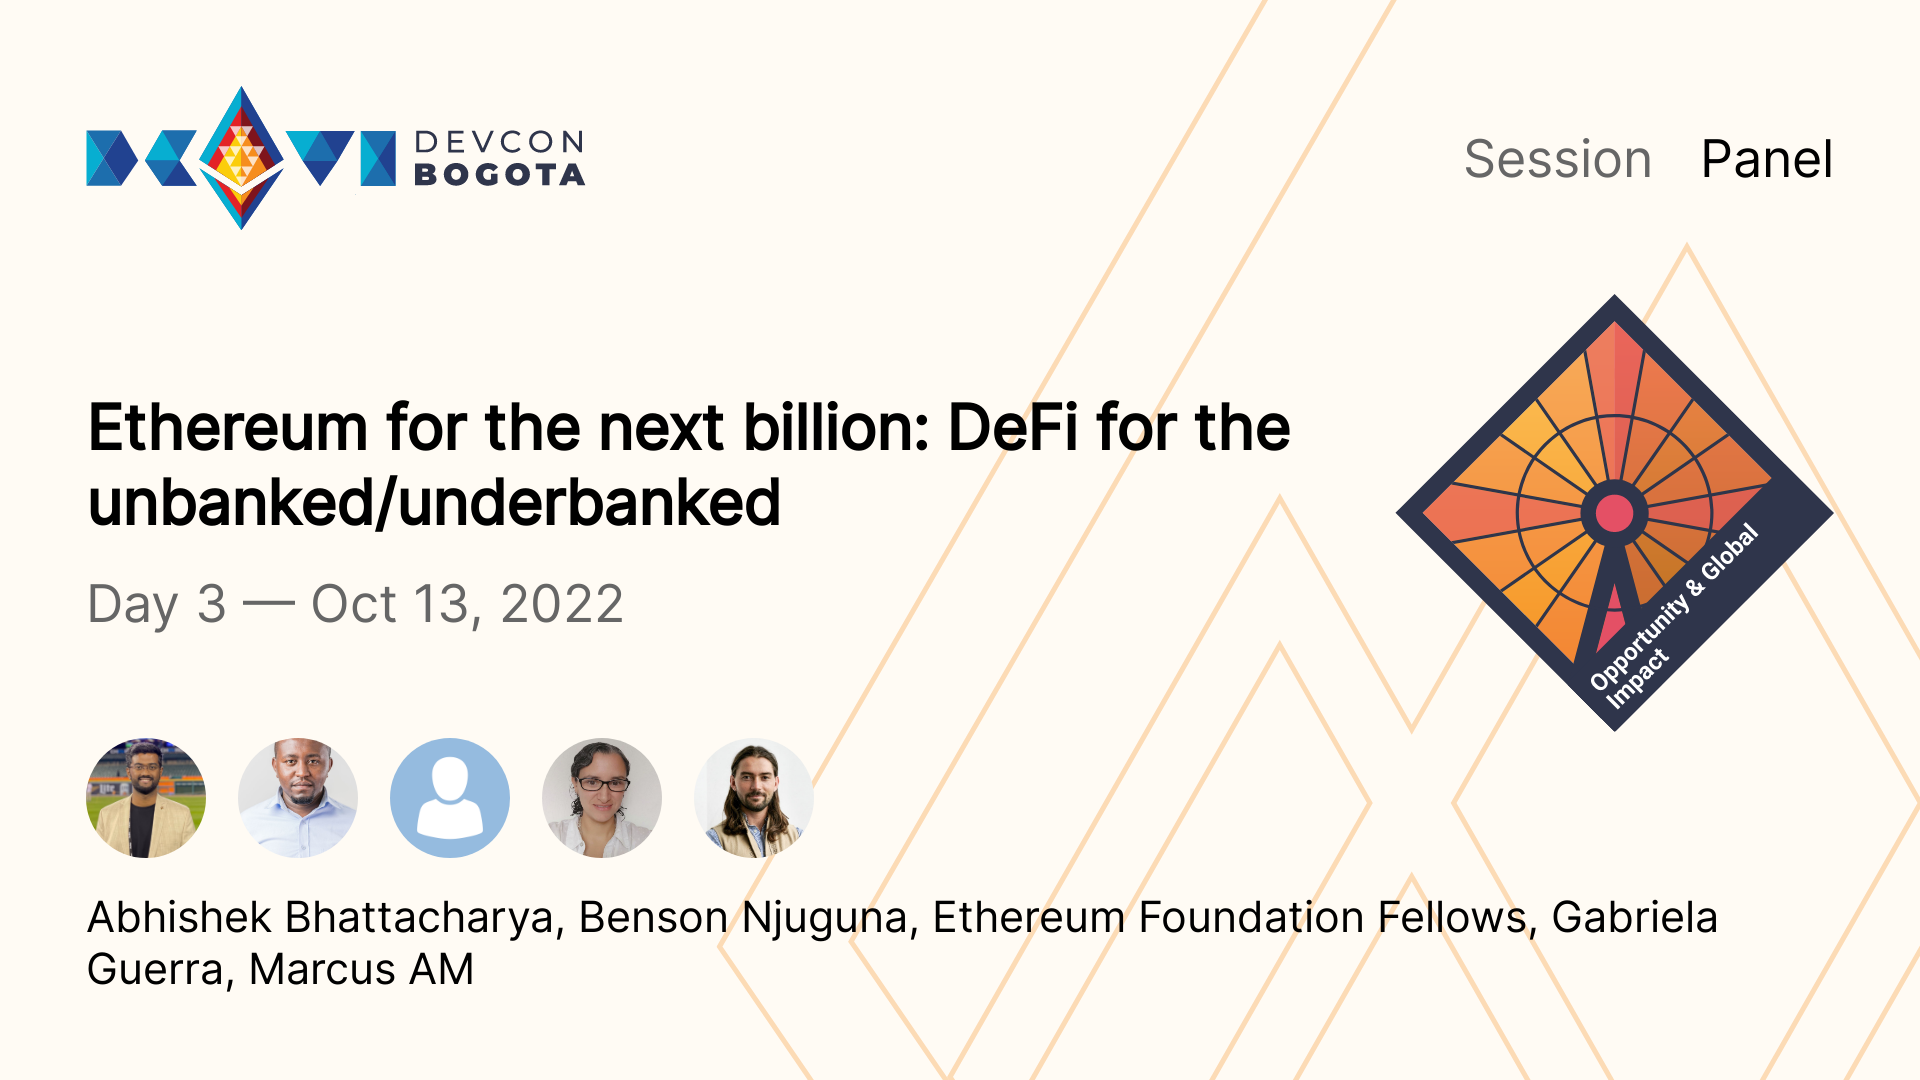 DEVCON
BOGOTA
Session Panel
Ethereum for the next billion: DeFi for the
unbanked/underbanked
Day 3 — Oct 13, 2022
Opportunity & Global
Impact
Abhishek Bhattacharya, Benson Njuguna, Ethereum Foundation Fellows, Gabriela
Guerra, Marcus AM